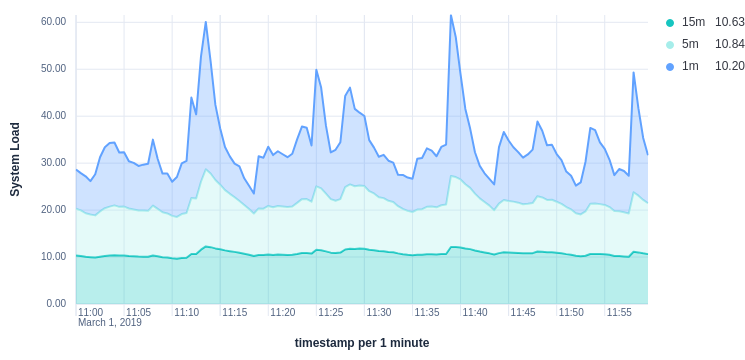 60.00
50.00
40.00
30.00
20.00
10.00
0.00
System Load
11:00 11:05 11:10 11:15 11:20 11:25 11:30 11:35 11:40 11:45 11:50 11:55
March 1, 2019
timestamp per 1 minute
15m 10.63
5m 10.84
1m 10.20